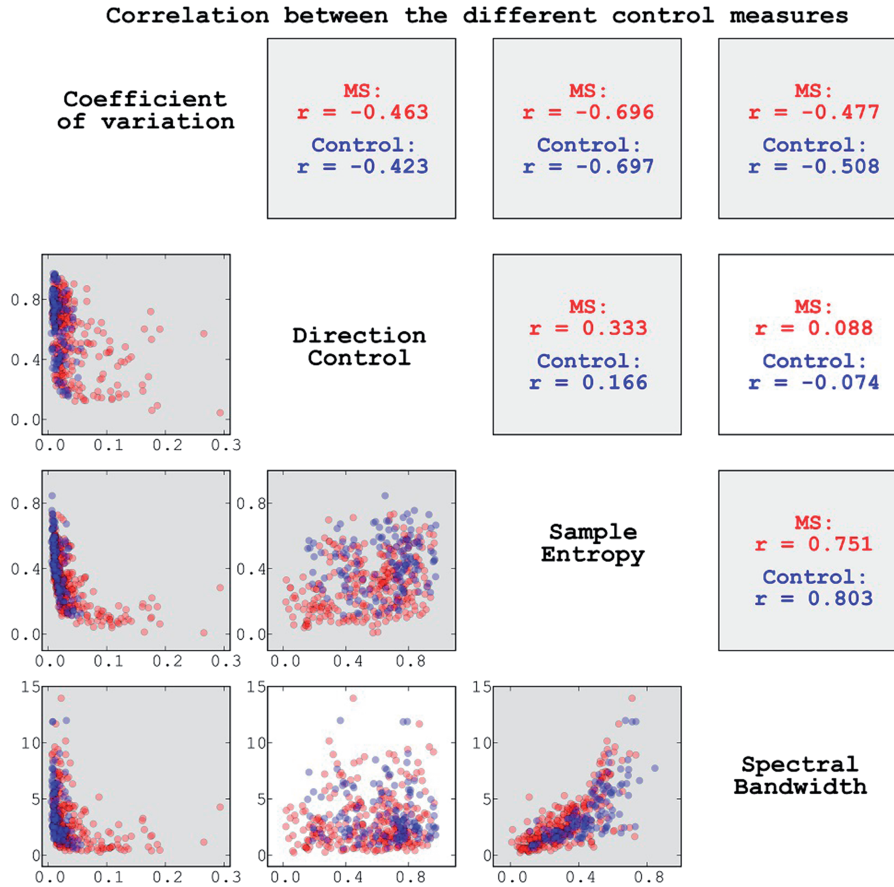 Correlation between the different control measures
Coefficient
of variation
MS:
r = -0.463
Control:
r = -0.423
MS:
r = -0.696
Control:
r = -0.697
MS:
r = -0.477
Control:
r = -0.508
0.8
0.4
0.0
0.0 0.1 0.2 0.3
Direction
Control
MS:
r = 0.333
Control:
r = 0.166
MS:
r = 0.088
Control:
r = -0.074
0.8
0.4
0.0
0.0 0.1 0.2 0.3
0.8
0.4
0.0
0.0 0.4 0.8
Sample
Entropy
MS:
r = 0.751
Control:
r = 0.803
15
10
5
0
0.0 0.1 0.2 0.3
15
10
5
0
0.0 0.4 0.8
15
10
5
0
0.0 0.4 0.8
Spectral
Bandwidth